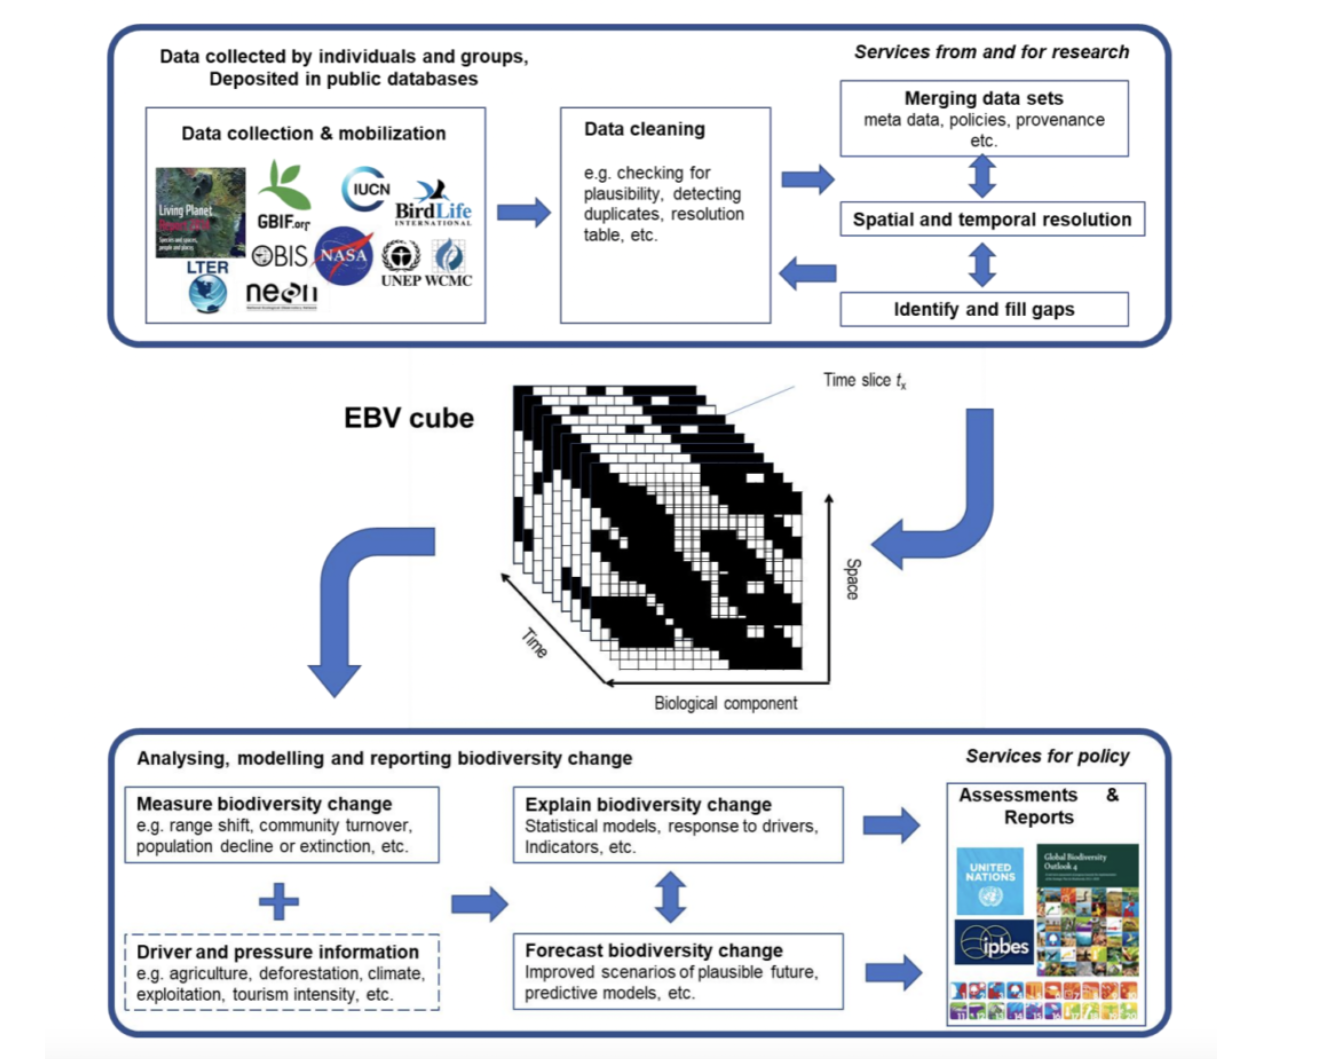 Data collected by individuals and groups,
Deposited in public databases
Services from and for research
Data collection & mobilization
Living Planet
GBIF.org
IUCN
BirdLife
INTERNATIONAL
OBIS
NASA
UNEP WCMC
LTER
neon
Data cleaning
e.g. checking for
plausibility, detecting
duplicates, resolution
table, etc.
Merging data sets
meta data, policies, provenance
etc.
Spatial and temporal resolution
Identify and fill gaps
EBV cube
Time slice tx
Space
Time
Biological component
Analysing, modelling and reporting biodiversity change
Services for policy
Measure biodiversity change
e.g. range shift, community turnover,
population decline or extinction, etc.
Driver and pressure information
e.g. agriculture, deforestation, climate,
exploitation, tourism intensity, etc.
Explain biodiversity change
Statistical models, response to drivers,
Indicators, etc.
Forecast biodiversity change
Improved scenarios of plausible future,
predictive models, etc.
Assessments &
Reports
UNITED
NATIONS
Global Biodiversity
Outlook 4
ipbes